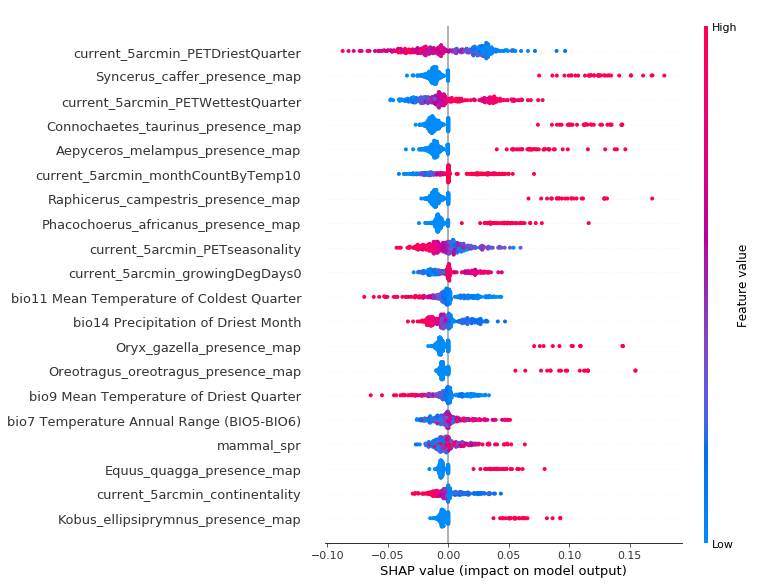 High
current_5arcmin_PETDriestQuarter
Syncerus_caffer_presence_map
current_5arcmin_PETWettestQuarter
Connochaetes_taurinus_presence_map
Aepyceros_melampus_presence_map
current_5arcmin_monthCountByTemp10
Raphicerus_campestris_presence_map
Phacochoerus_africanus_presence_map
current_5arcmin_PETseasonality
current_5arcmin_growingDegDays0
bio11 Mean Temperature of Coldest Quarter
bio14 Precipitation of Driest Month
Oryx_gazella_presence_map
Oreotragus_oreotragus_presence_map
bio9 Mean Temperature of Driest Quarter
bio7 Temperature Annual Range (BIO5-BIO6)
mammal_spr
Equus_quagga_presence_map
current_5arcmin_continentality
Kobus_ellipsiprymnus_presence_map
Feature value
Low
−0.10 −0.05 0.00 0.05 0.10 0.15
SHAP value (impact on model output)